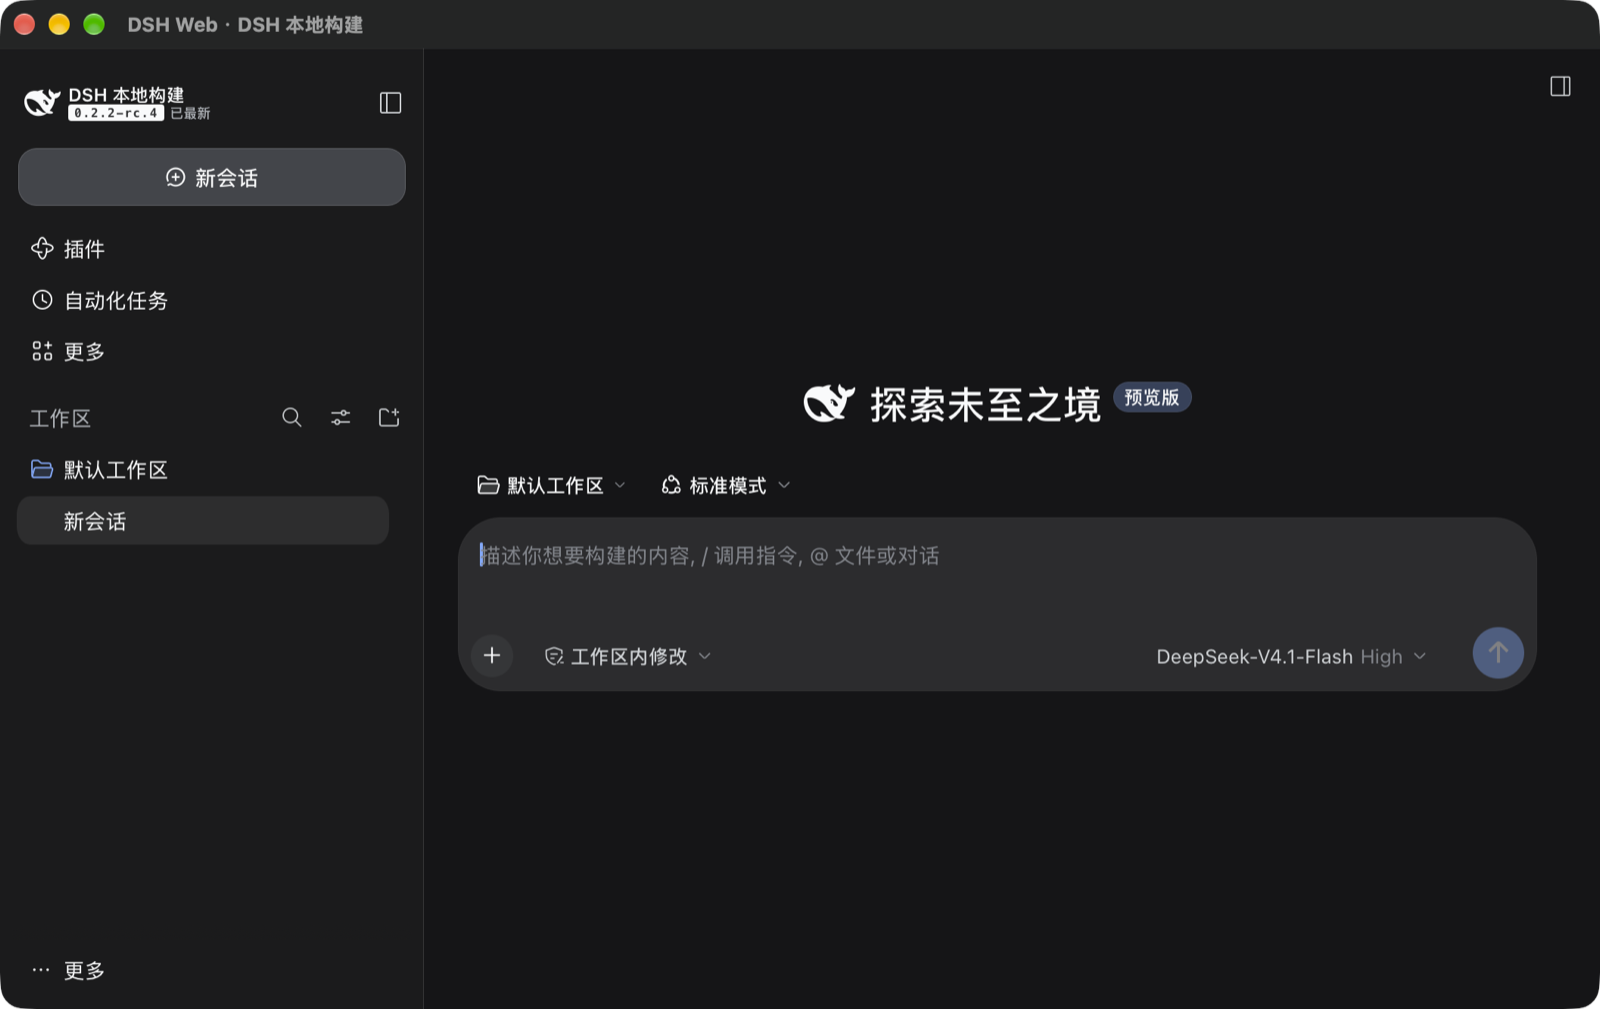 DSH Web · DSH 本地构建
DSH 本地构建
0.2.2-rc.4 已最新
新会话
插件
自动化任务
更多
工作区
默认工作区
新会话
更多
探索未至之境 预览版
默认工作区 标准模式
描述你想要构建的内容, / 调用指令, @ 文件或对话
工作区内修改 DeepSeek-V4.1-Flash High